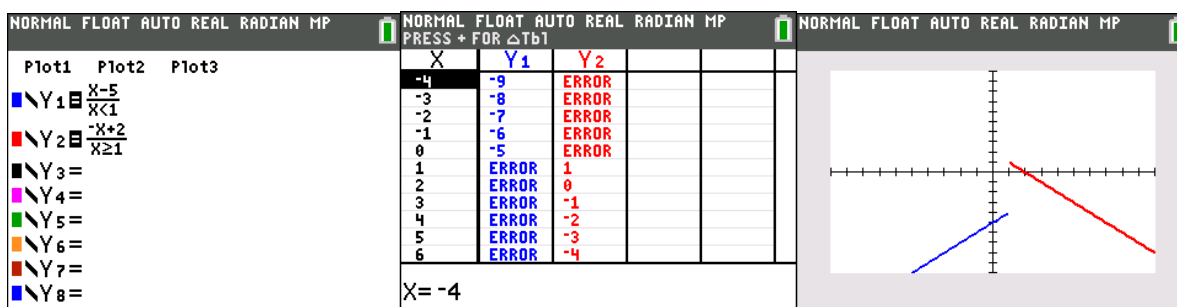 NORMAL FLOAT AUTO REAL RADIAN MP
Plot1 Plot2 Plot3
\Y1=X-5/X<1
\Y2=-X+2/X≥1
\Y3=
\Y4=
\Y5=
\Y6=
\Y7=
\Y8=
NORMAL FLOAT AUTO REAL RADIAN MP
PRESS + FOR △Tbl
X Y1 Y2
-4 -9 ERROR
-3 -8 ERROR
-2 -7 ERROR
-1 -6 ERROR
0 -5 ERROR
1 ERROR 1
2 ERROR 0
3 ERROR -1
4 ERROR -2
5 ERROR -3
6 ERROR -4
X= -4
NORMAL FLOAT AUTO REAL RADIAN MP